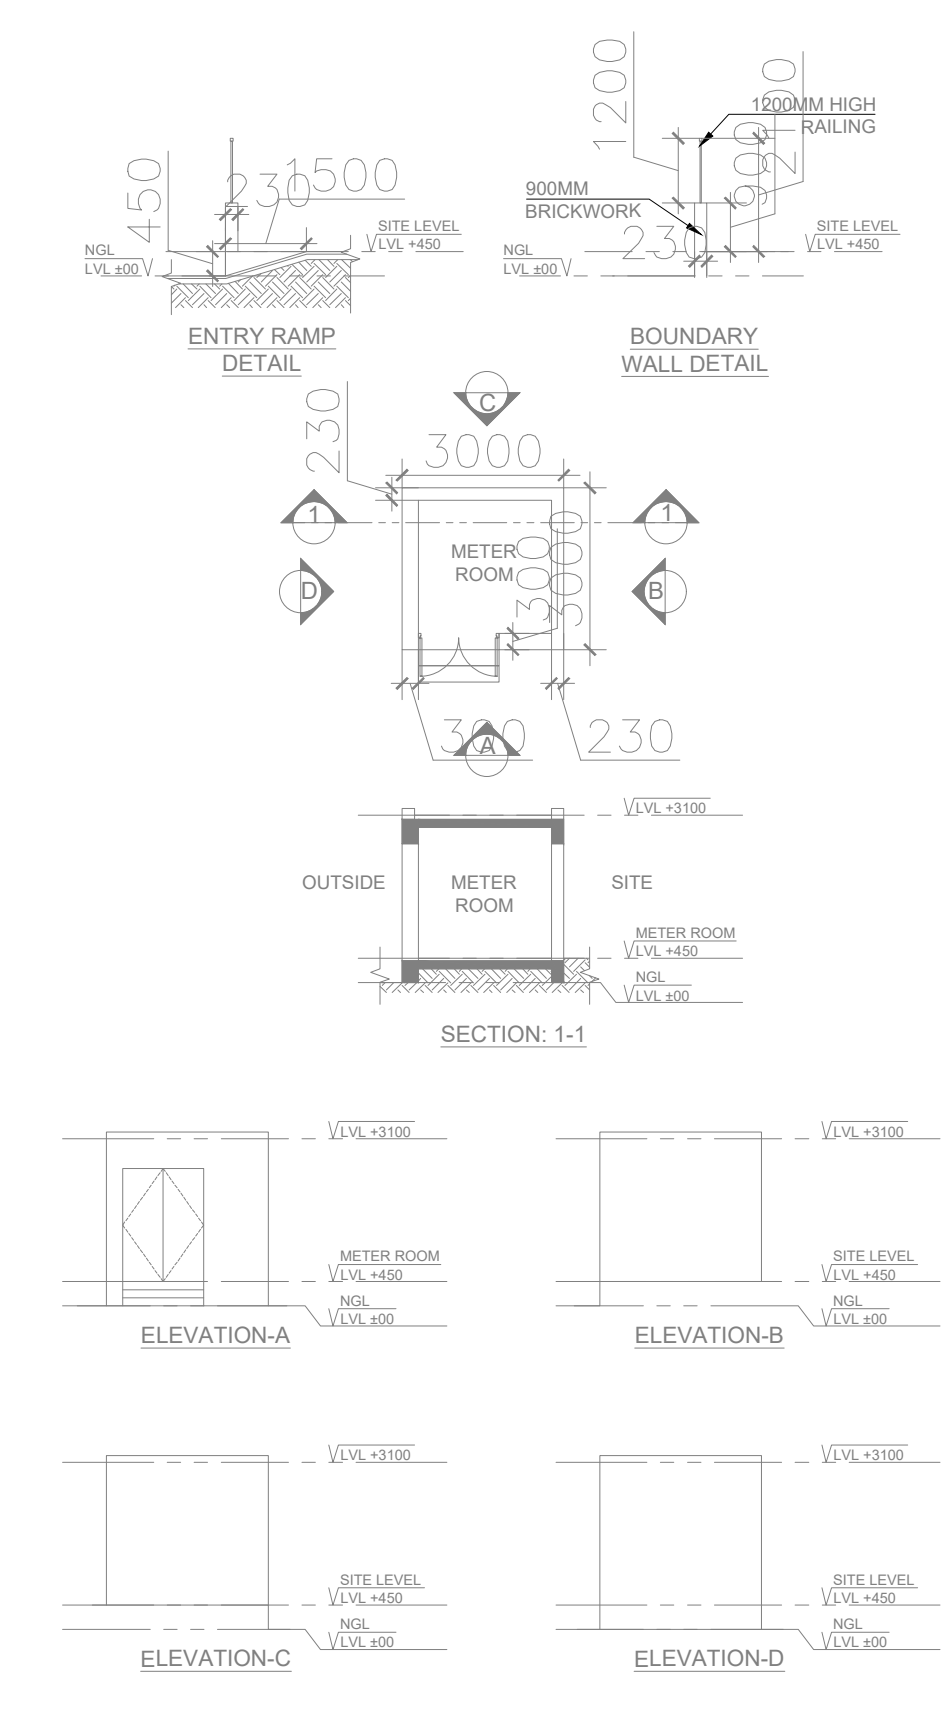 450
230
1500
SITE LEVEL
LVL +450
NGL
LVL ±00
ENTRY RAMP
DETAIL
1200
1200MM HIGH
RAILING
900
900MM
BRICKWORK
230
SITE LEVEL
LVL +450
NGL
LVL ±00
BOUNDARY
WALL DETAIL
C
230
3000
1
1
METER
ROOM
300
3000
D
B
300
230
A
LVL +3100
OUTSIDE
METER
ROOM
SITE
METER ROOM
LVL +450
NGL
LVL ±00
SECTION: 1-1
LVL +3100
METER ROOM
LVL +450
NGL
LVL ±00
ELEVATION-A
LVL +3100
SITE LEVEL
LVL +450
NGL
LVL ±00
ELEVATION-B
LVL +3100
SITE LEVEL
LVL +450
NGL
LVL ±00
ELEVATION-C
LVL +3100
SITE LEVEL
LVL +450
NGL
LVL ±00
ELEVATION-D